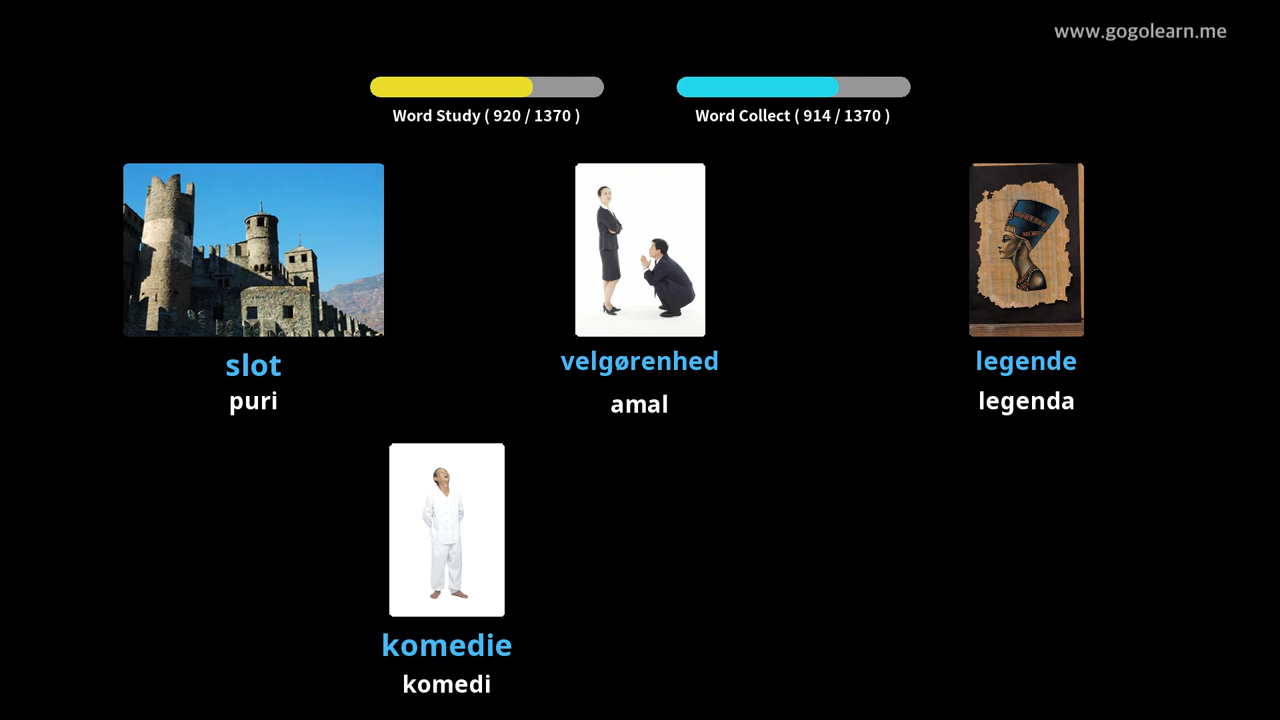 www.gogolearn.me
Word Study ( 920 / 1370 )
Word Collect ( 914 / 1370 )
slot
puri
velgørenhed
amal
legende
legenda
komedie
komedi